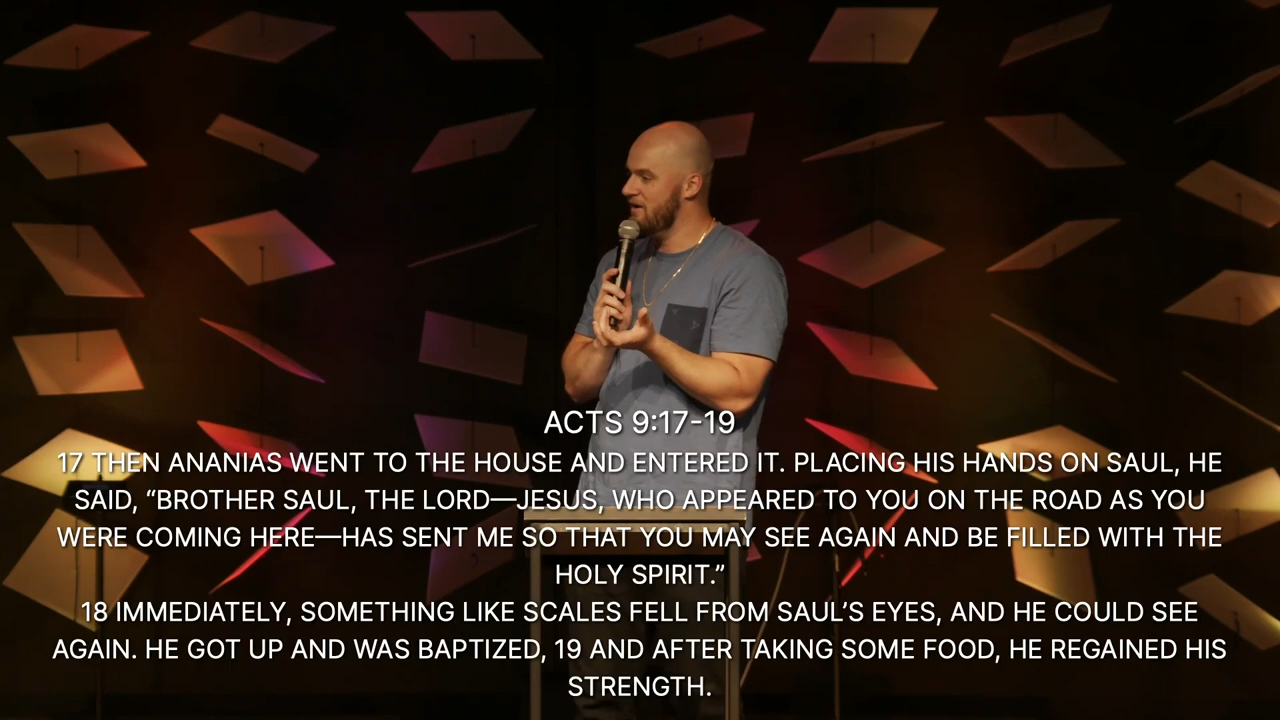 ACTS 9:17-19
17 THEN ANANIAS WENT TO THE HOUSE AND ENTERED IT. PLACING HIS HANDS ON SAUL, HE
SAID, “BROTHER SAUL, THE LORD—JESUS, WHO APPEARED TO YOU ON THE ROAD AS YOU
WERE COMING HERE—HAS SENT ME SO THAT YOU MAY SEE AGAIN AND BE FILLED WITH THE
HOLY SPIRIT.”
18 IMMEDIATELY, SOMETHING LIKE SCALES FELL FROM SAUL’S EYES, AND HE COULD SEE
AGAIN. HE GOT UP AND WAS BAPTIZED, 19 AND AFTER TAKING SOME FOOD, HE REGAINED HIS
STRENGTH.